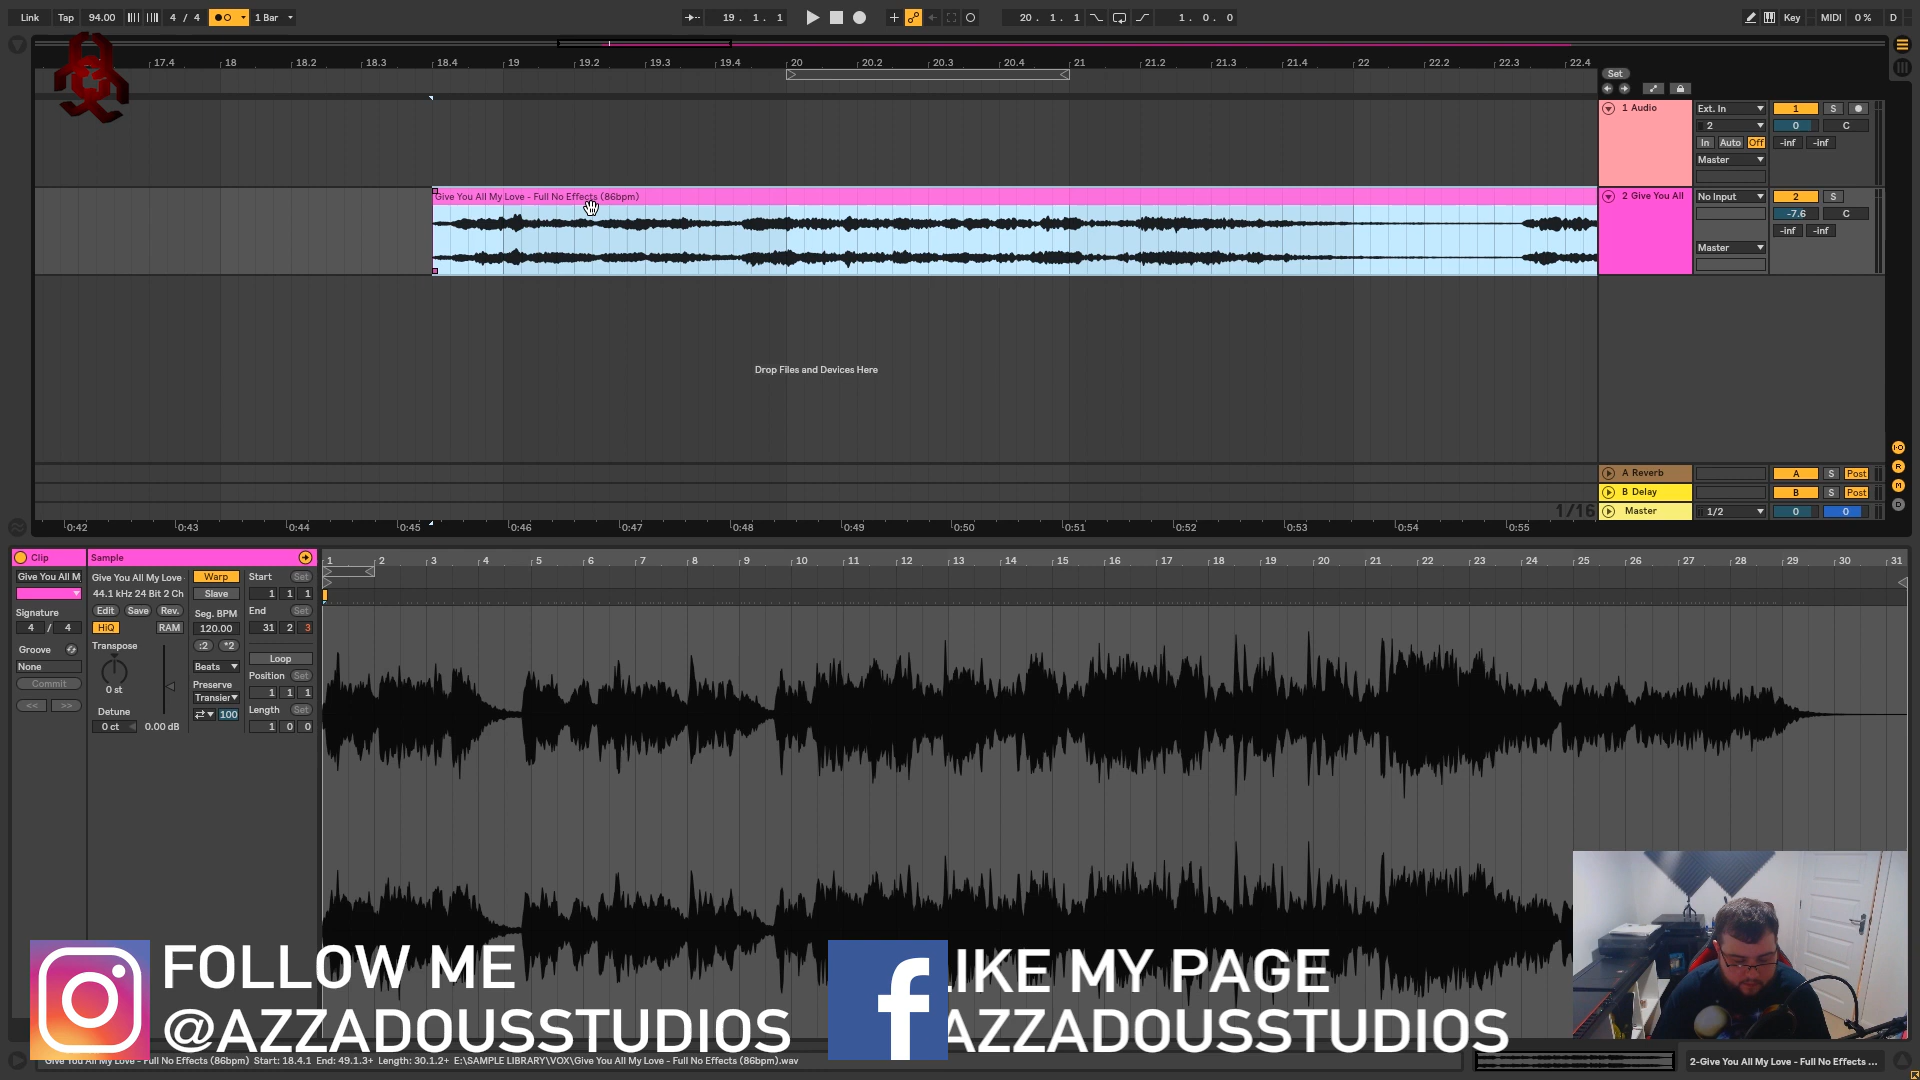 Link Tap 94.00 4 / 4 1 Bar 19. 1. 1 20. 1. 1 1. 0. 0 Key MIDI 0% D
17.4 18 18.2 18.3 18.4 19 19.2 19.3 19.4 20 20.2 20.3 20.4 21 21.2 21.3 21.4 22 22.2 22.3 22.4
Set
1 Audio Ext. In 1 S
2 0 C
In Auto Off -inf -inf
Master
Give You All My Love - Full No Effects (86bpm)
2 Give You All No Input 2 S
-7.6 C
-inf -inf
Master
Drop Files and Devices Here
A Reverb A S Post
B Delay B S Post
1/16 Master 1/2 0 0
0:42 0:43 0:44 0:45 0:46 0:47 0:48 0:49 0:50 0:51 0:52 0:53 0:54 0:55
Clip Sample
1 2 3 4 5 6 7 8 9 10 11 12 13 14 15 16 17 18 19 20 21 22 23 24 25 26 27 28 29 30 31
Give You All M Give You All My Love Warp Start Set
44.1 kHz 24 Bit 2 Ch Slave 1 1 1
Signature Edit Save Rev. Seg. BPM End Set
4 / 4 HiQ RAM 120.00 31 2 3
Groove Transpose :2 *2 Loop
None Beats Position Set
Commit 0 st Preserve 1 1 1
<< >> Transier Length Set
Detune 100
0 ct 0.00 dB 1 0 0
FOLLOW ME
@AZZADOUSSTUDIOS
f
IKE MY PAGE
AZZADOUSSTUDIOS
Give You All My Love - Full No Effects (86bpm) Start: 18.4.1 End: 49.1.3+ Length: 30.1.2+ E:\SAMPLE LIBRARY\VOX\Give You All My Love - Full No Effects (86bpm).wav
2-Give You All My Love - Full No Effects ...